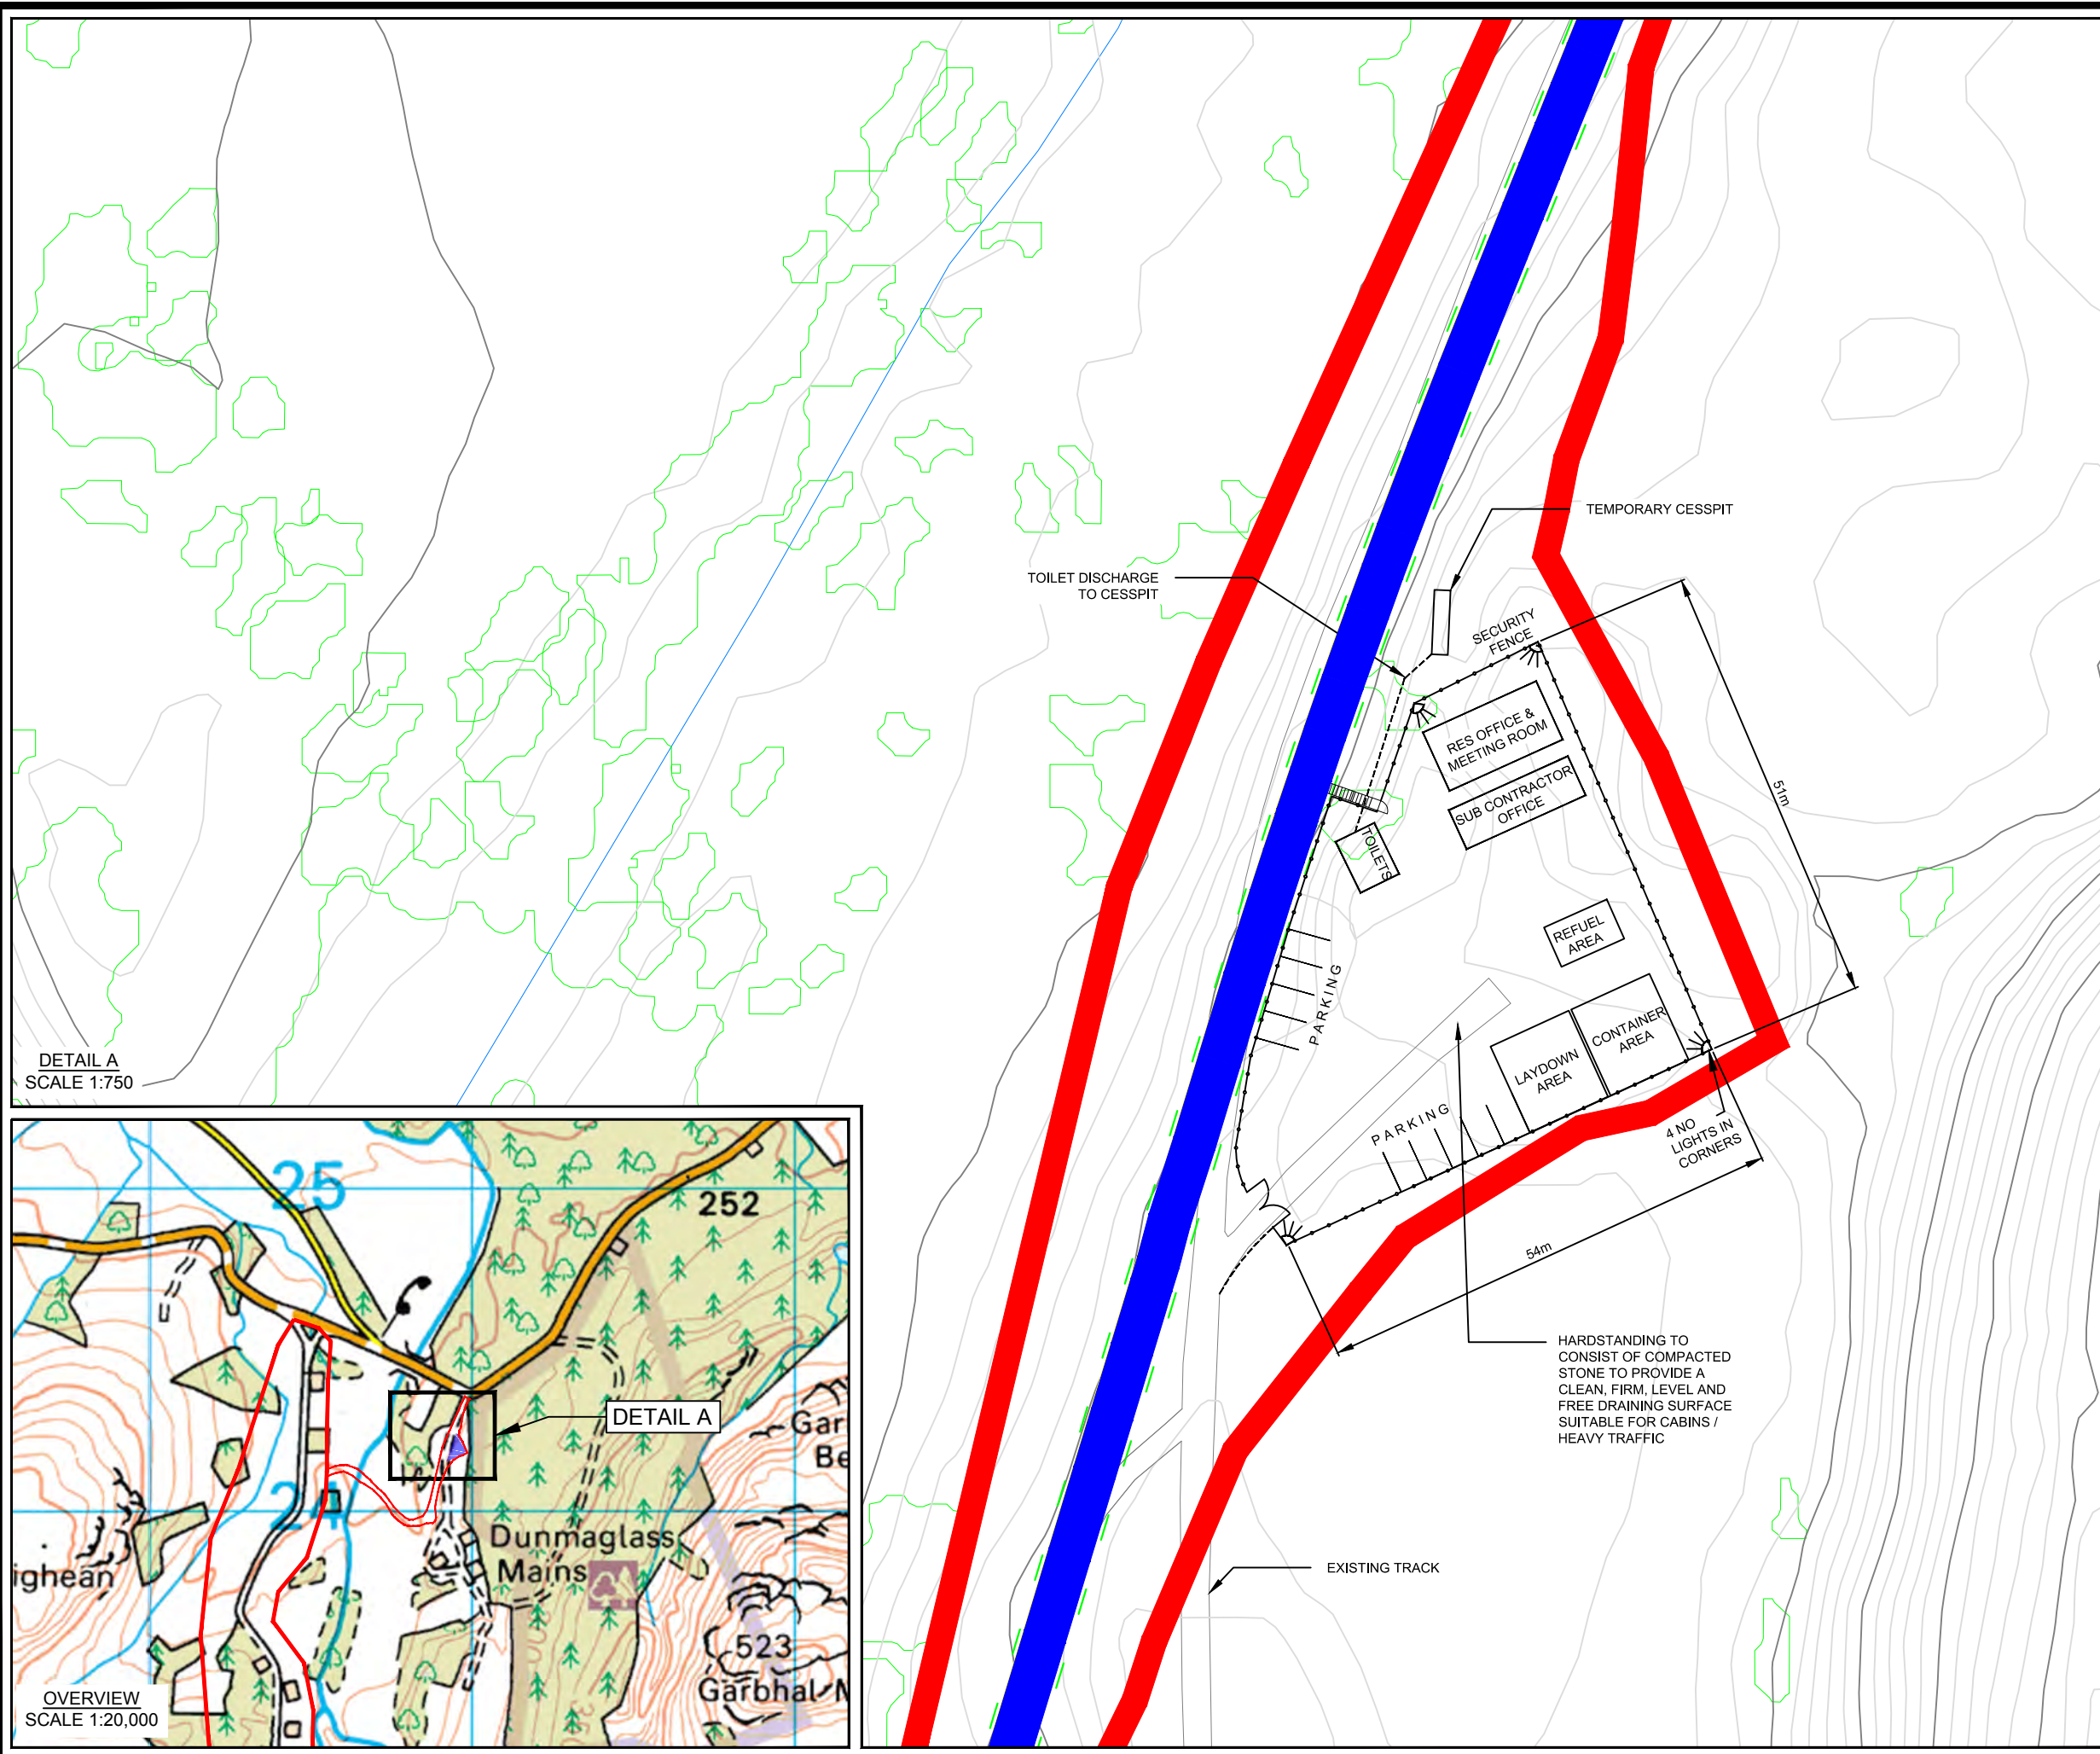 TEMPORARY CESSPIT
TOILET DISCHARGE
TO CESSPIT
SECURITY
FENCE
RES OFFICE &
MEETING ROOM
SUB CONTRACTOR
OFFICE
51m
TOILETS
REFUEL
AREA
PARKING
CONTAINER
AREA
LAYDOWN
AREA
PARKING
4 NO
LIGHTS IN
CORNERS
54m
HARDSTANDING TO
CONSIST OF COMPACTED
STONE TO PROVIDE A
CLEAN, FIRM, LEVEL AND
FREE DRAINING SURFACE
SUITABLE FOR CABINS /
HEAVY TRAFFIC
EXISTING TRACK
DETAIL A
SCALE 1:750
25
252
DETAIL A
Gar
Be
24
Dunmaglass
Mains
ighean
523
Garbhal
OVERVIEW
SCALE 1:20,000